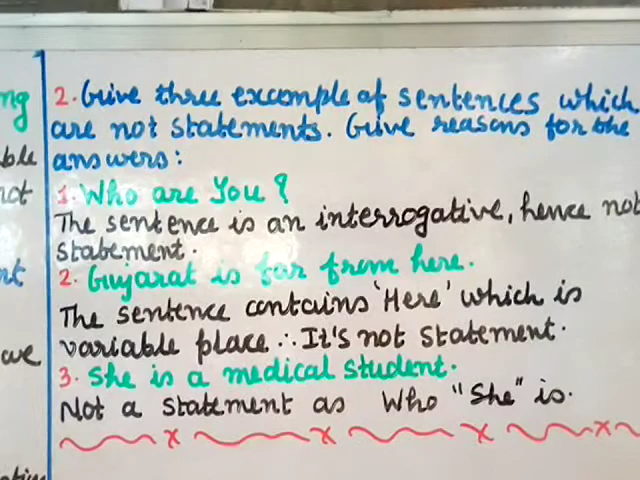 2. Give three example of sentences which
are not statements. Give reasons for the
answers:
1. Who are You?
The sentence is an interrogative, hence not
statement.
2. Gujarat is far from here.
The sentence contains 'Here' which is
variable place ∴ It's not statement.
3. She is a medical student.
Not a statement as Who "She" is.